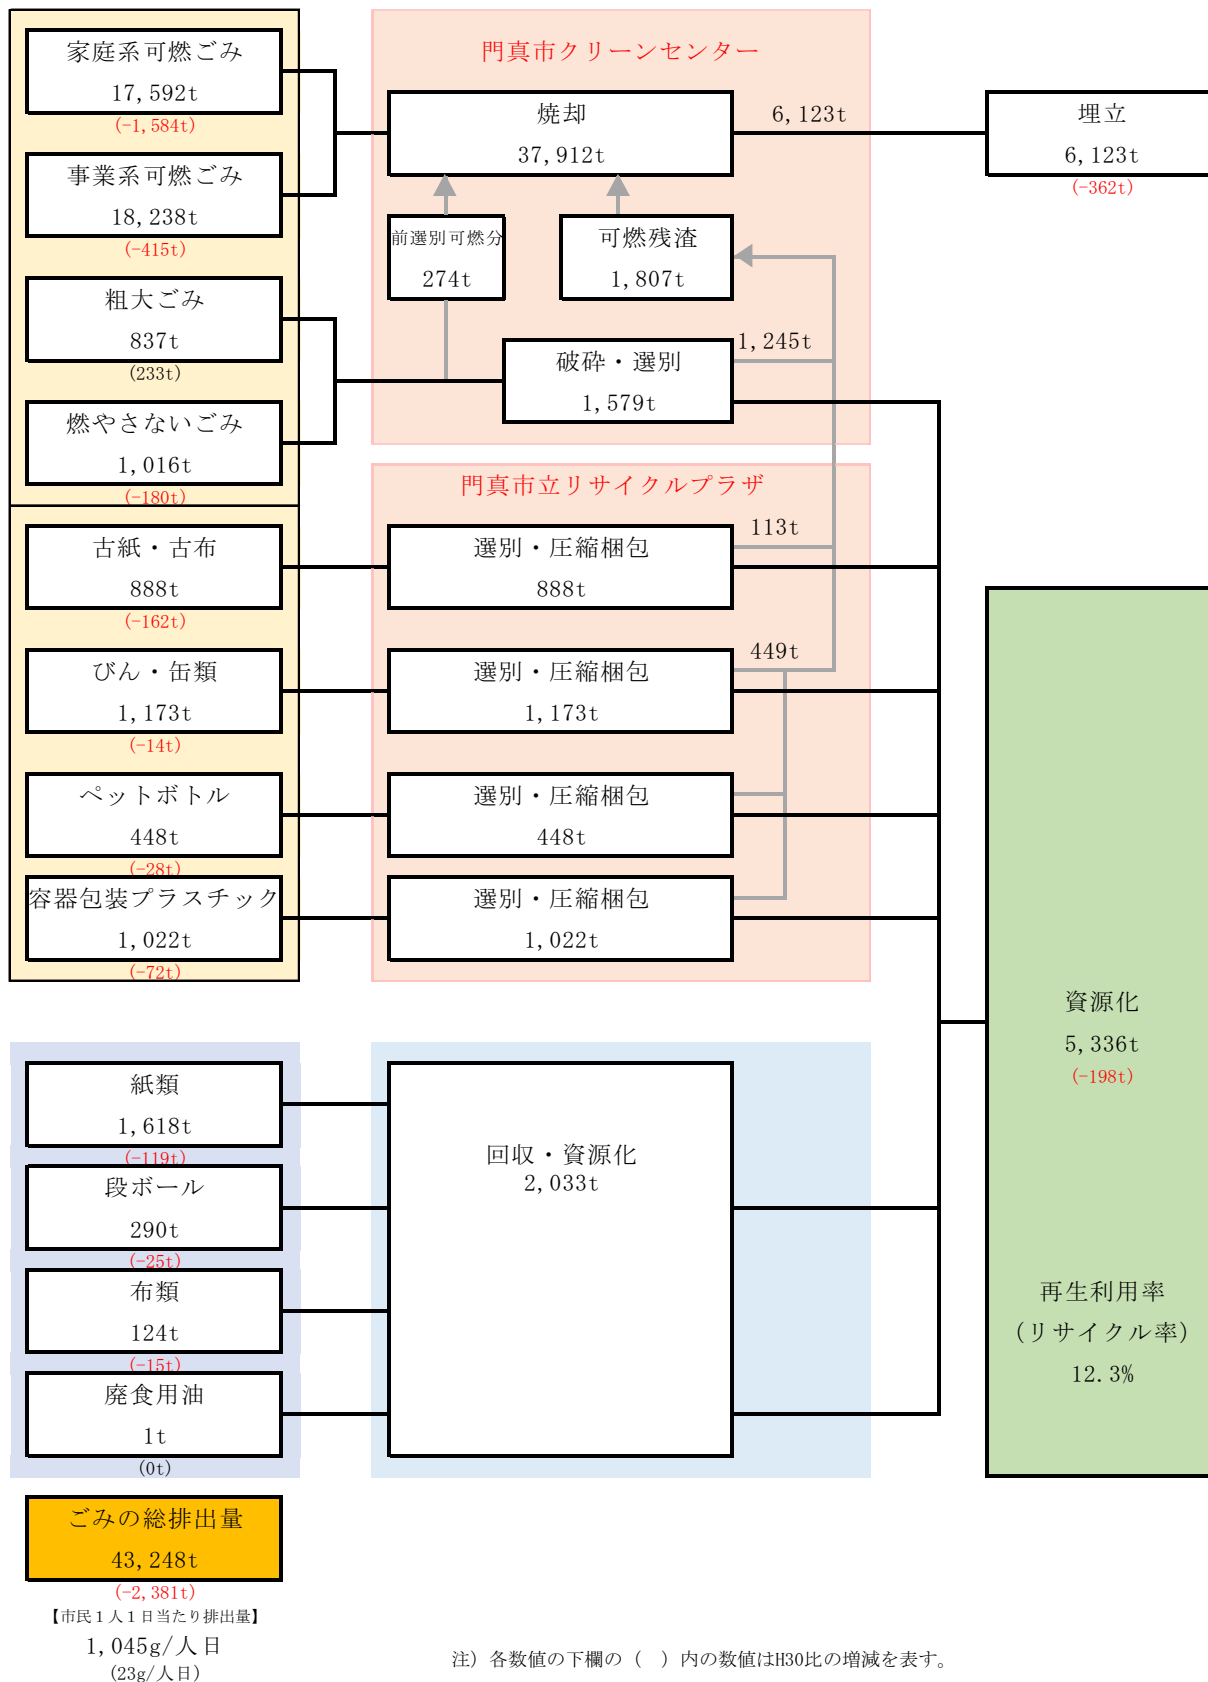 家庭系可燃ごみ
17,592t
(-1,584t)
事業系可燃ごみ
18,238t
(-415t)
粗大ごみ
837t
(233t)
燃やさないごみ
1,016t
(-180t)
古紙・古布
888t
(-162t)
びん・缶類
1,173t
(-14t)
ペットボトル
448t
(-28t)
容器包装プラスチック
1,022t
(-72t)
門真市クリーンセンター
焼却
37,912t
6,123t
前選別可燃分
274t
可燃残渣
1,807t
破砕・選別
1,579t
1,245t
門真市立リサイクルプラザ
選別・圧縮梱包
888t
113t
選別・圧縮梱包
1,173t
449t
選別・圧縮梱包
448t
選別・圧縮梱包
1,022t
埋立
6,123t
(-362t)
紙類
1,618t
(-119t)
段ボール
290t
(-25t)
布類
124t
(-15t)
廃食用油
1t
(0t)
回収・資源化
2,033t
資源化
5,336t
(-198t)
再生利用率
(リサイクル率)
12.3%
ごみの総排出量
43,248t
(-2,381t)
【市民1人1日当たり排出量】
1,045g/人日
(23g/人日)
注) 各数値の下欄の( )内の数値はH30比の増減を表す。